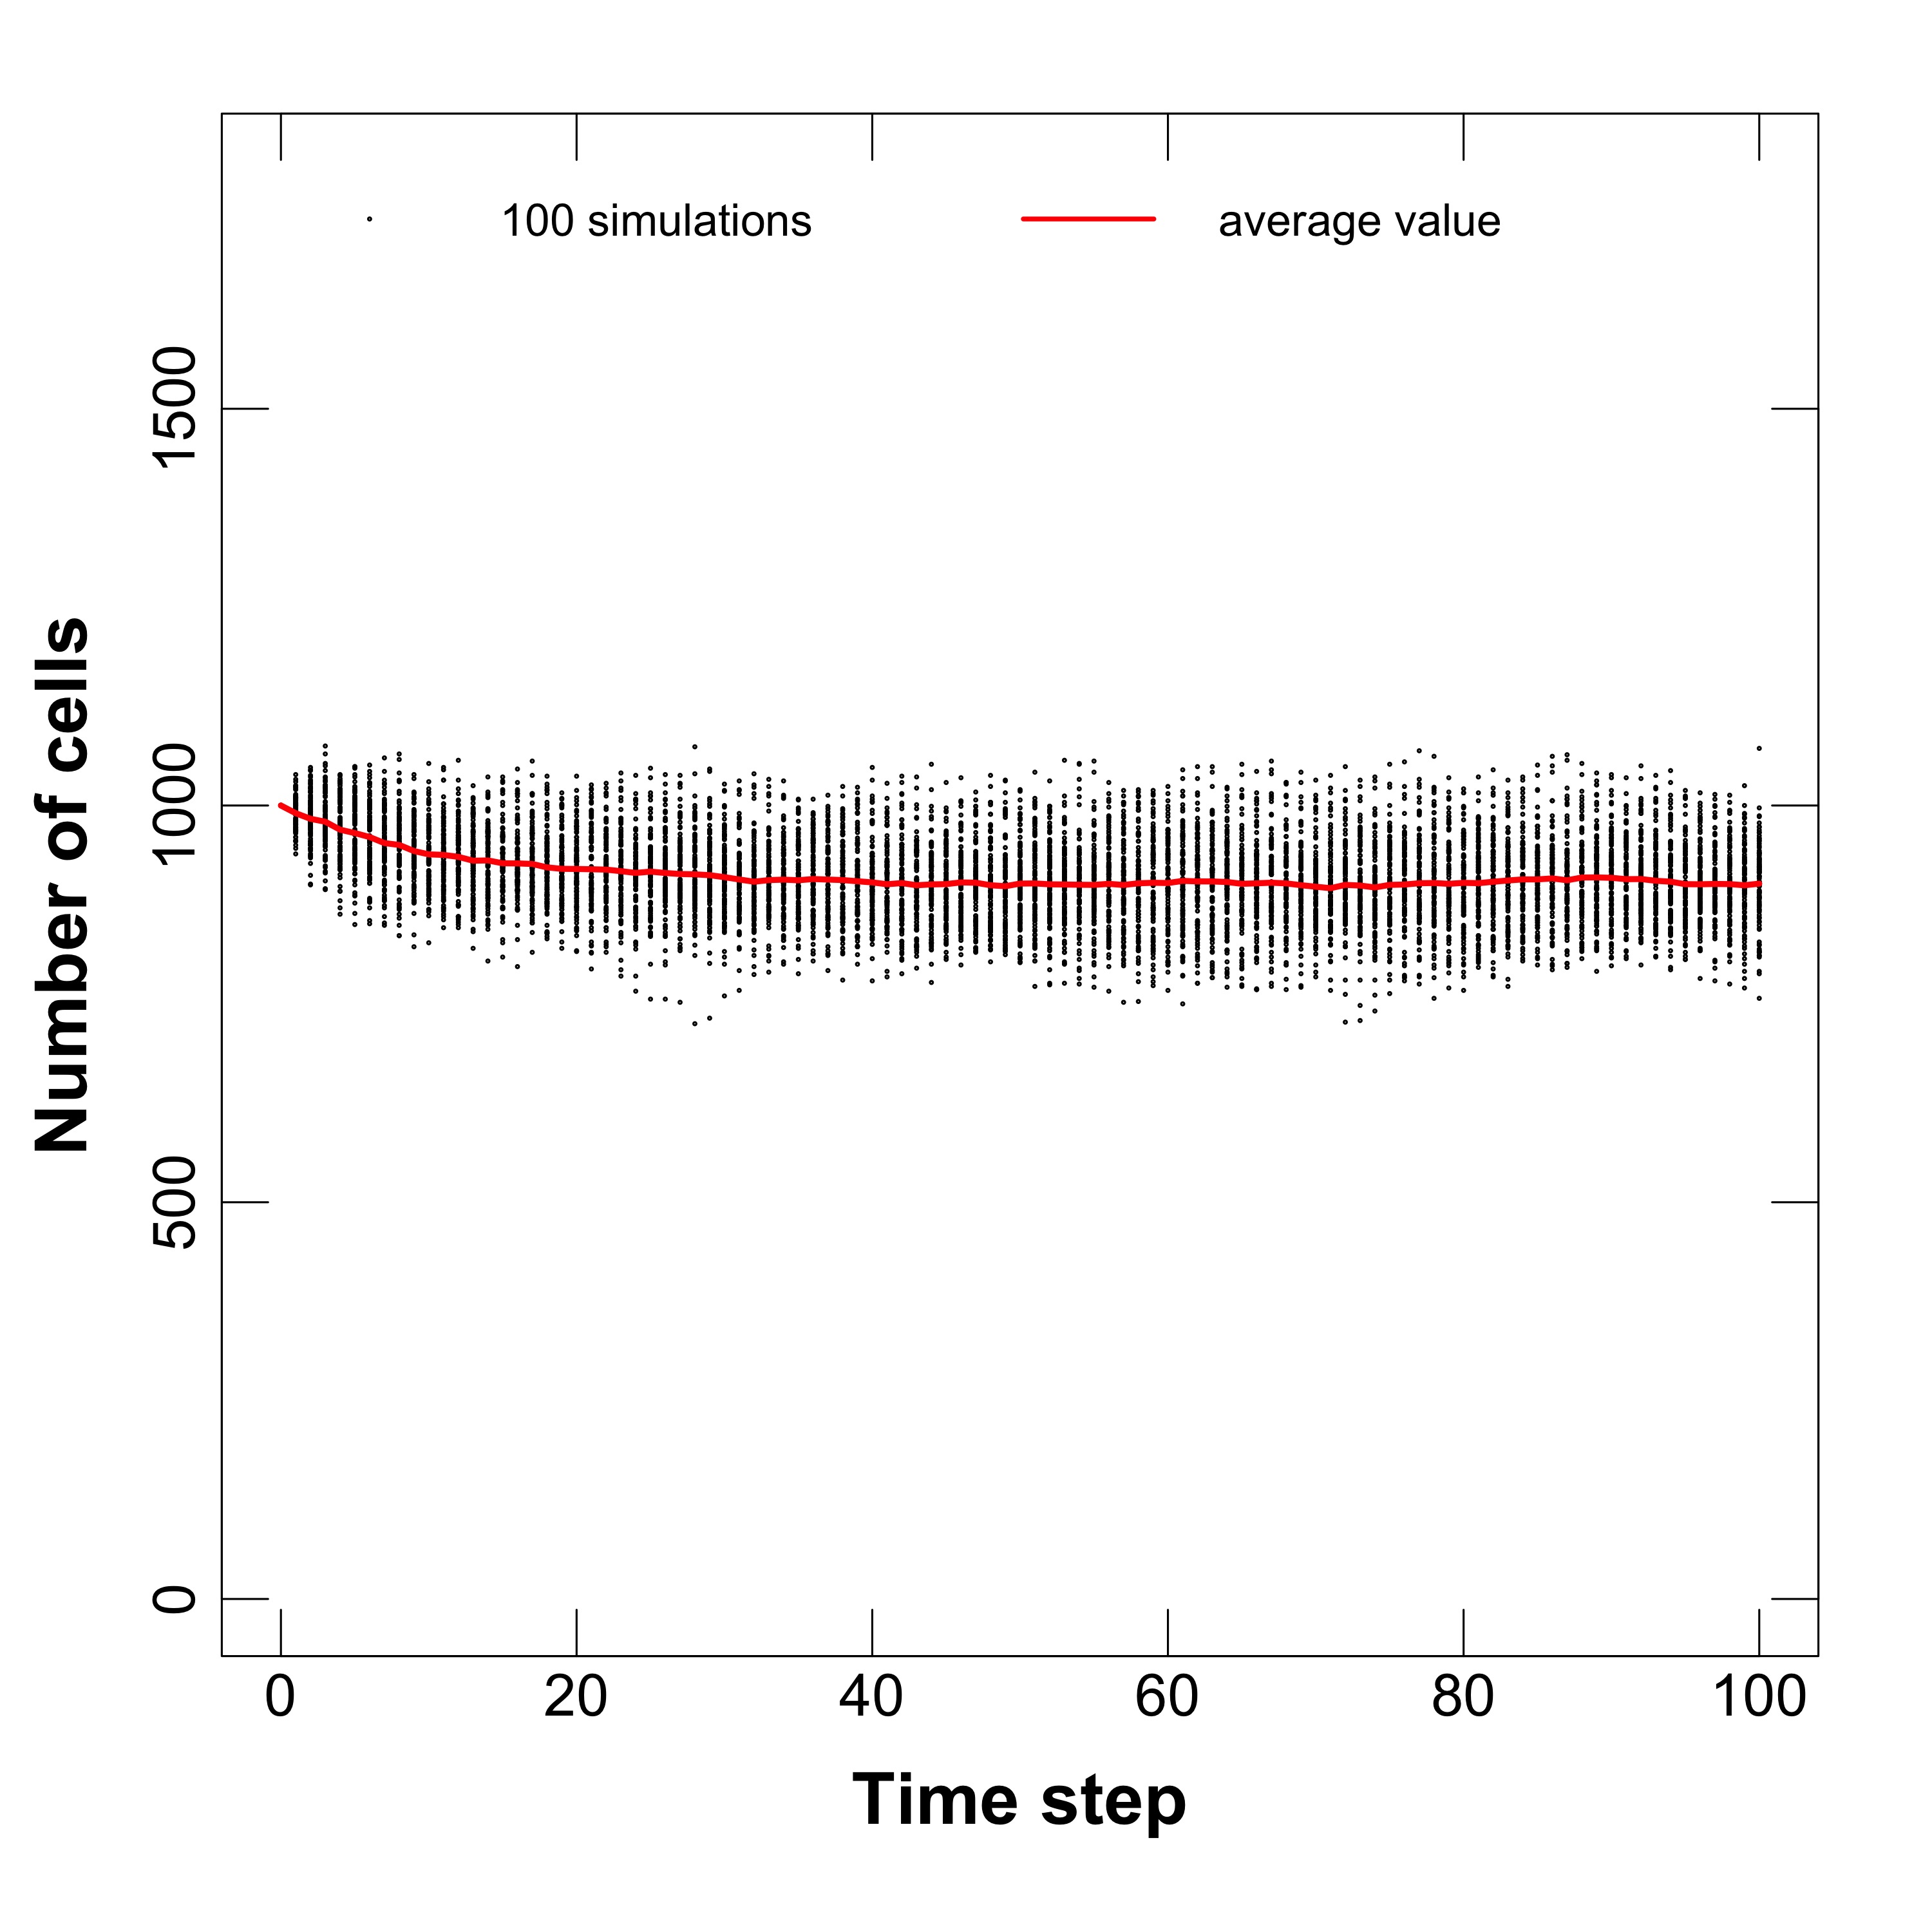 100 simulations average value
1500
1000
500
0
Number of cells
0 20 40 60 80 100
Time step